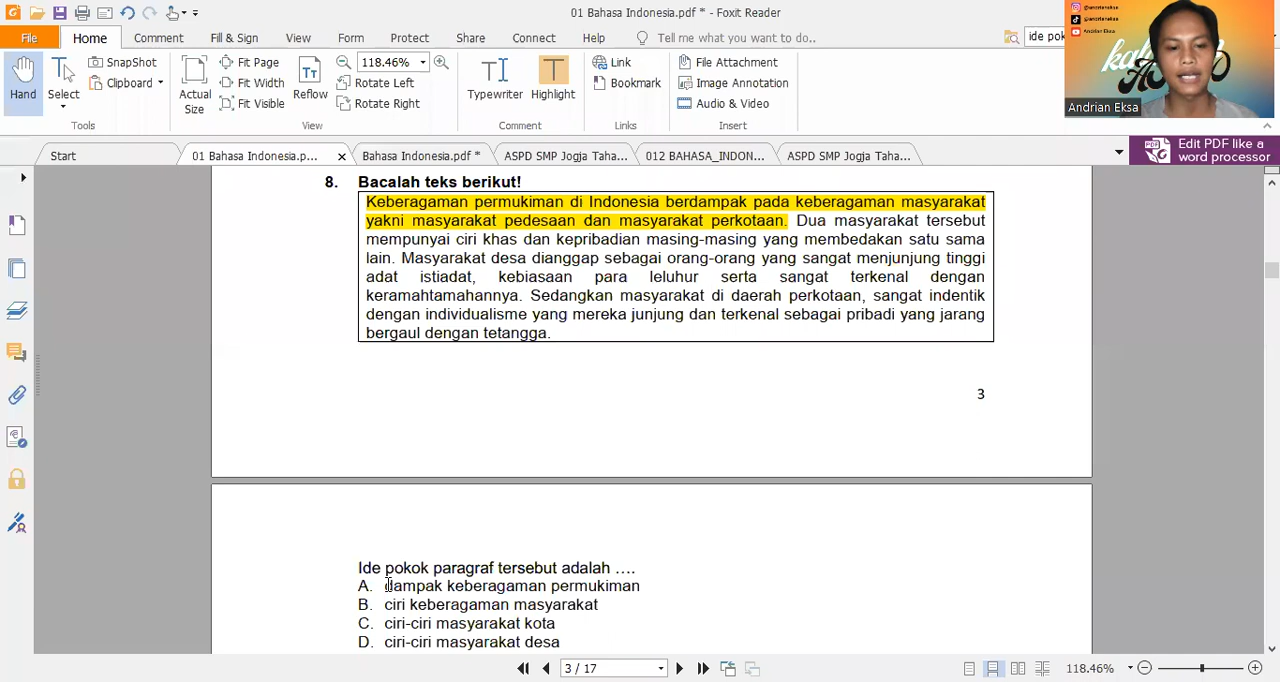 01 Bahasa Indonesia.pdf * - Foxit Reader
File Home Comment Fill & Sign View Form Protect Share Connect Help Tell me what you want to do.. ide pok
@andrianeksa
@andrianeksa
Andrian Eksa
Andrian Eksa
Hand
Select
SnapShot
Clipboard
Tools
Actual Size
Fit Page
Fit Width
Fit Visible
Reflow
118.46%
Rotate Left
Rotate Right
View
Typewriter
Highlight
Comment
Link
Bookmark
Links
File Attachment
Image Annotation
Audio & Video
Insert
Start
01 Bahasa Indonesia.p...
Bahasa Indonesia.pdf *
ASPD SMP Jogja Taha...
012 BAHASA_INDON...
ASPD SMP Jogja Taha...
Edit PDF like a
word processor
8. Bacalah teks berikut!
Keberagaman permukiman di Indonesia berdampak pada keberagaman masyarakat
yakni masyarakat pedesaan dan masyarakat perkotaan. Dua masyarakat tersebut
mempunyai ciri khas dan kepribadian masing-masing yang membedakan satu sama
lain. Masyarakat desa dianggap sebagai orang-orang yang sangat menjunjung tinggi
adat istiadat, kebiasaan para leluhur serta sangat terkenal dengan
keramahtamahannya. Sedangkan masyarakat di daerah perkotaan, sangat indentik
dengan individualisme yang mereka junjung dan terkenal sebagai pribadi yang jarang
bergaul dengan tetangga.
3
Ide pokok paragraf tersebut adalah ....
A. dampak keberagaman permukiman
B. ciri keberagaman masyarakat
C. ciri-ciri masyarakat kota
D. ciri-ciri masyarakat desa
3 / 17
118.46%